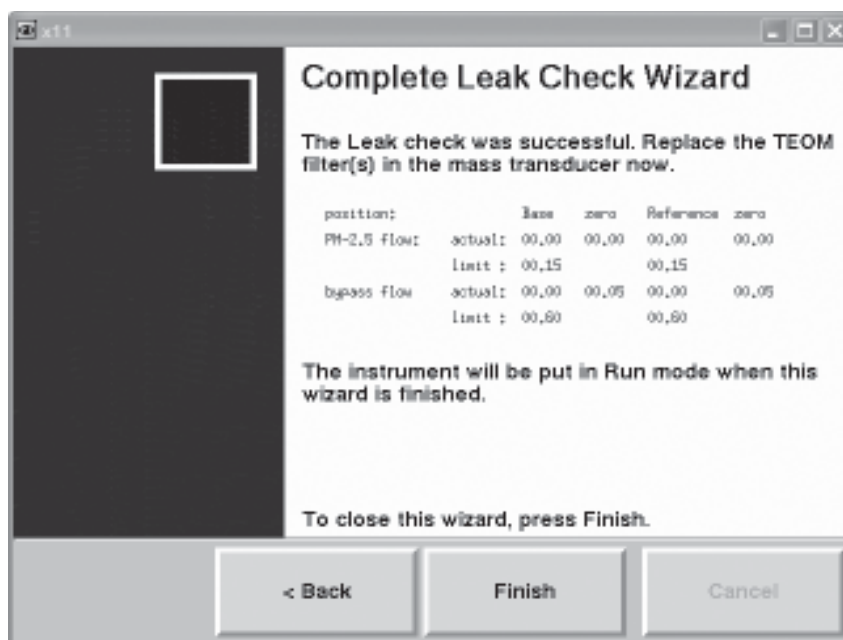 x11
Complete Leak Check Wizard
The Leak check was successful. Replace the TEOM
filter(s) in the mass transducer now.
position: Base zero Reference zero
PM-2.5 flow: actual: 00.00 00.00 00.00 00.00
limit : 00.15 00.15
bypass flow actual: 00.00 00.05 00.00 00.05
limit : 00.60 00.60
The instrument will be put in Run mode when this
wizard is finished.
To close this wizard, press Finish.
< Back Finish Cancel